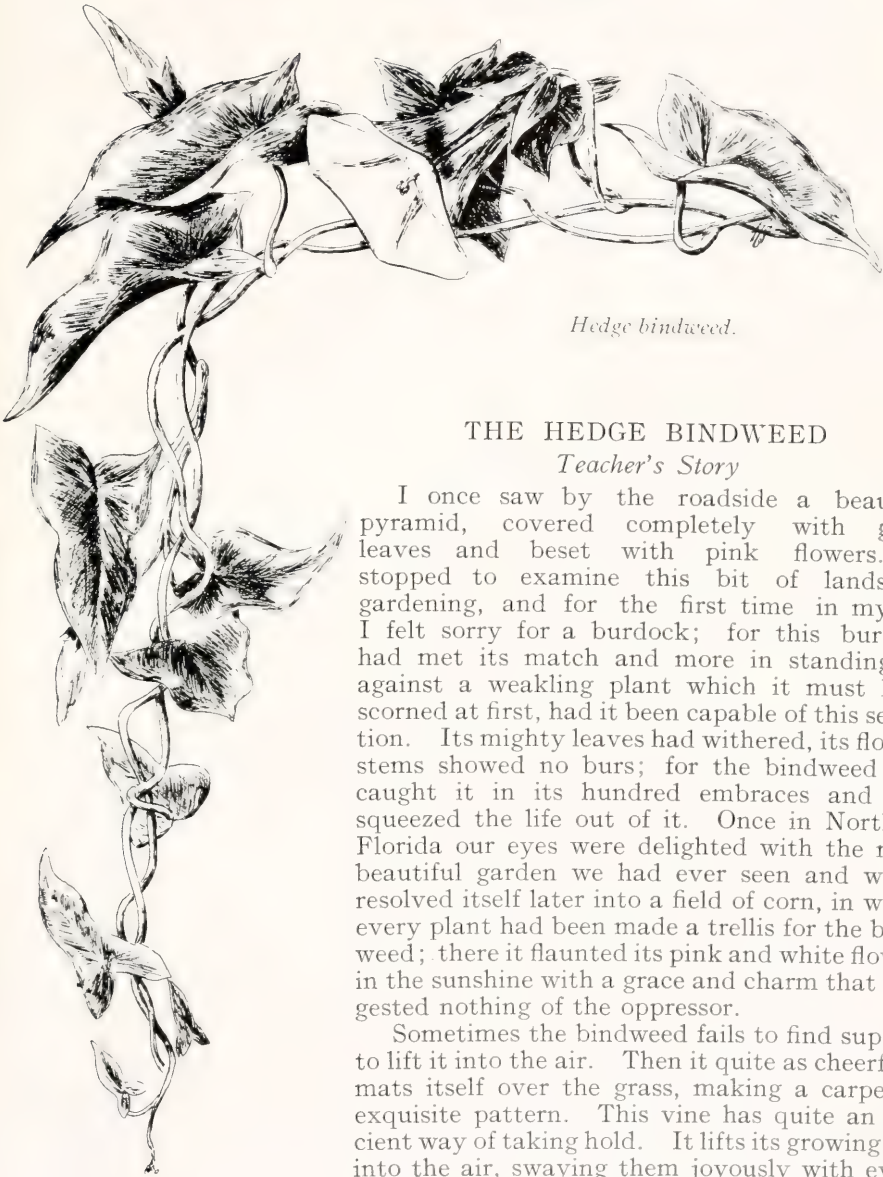 Hedge bindweed.
THE HEDGE BINDWEED
Teacher's Story
I once saw by the roadside a beau
pyramid, covered completely with g
leaves and beset with pink flowers.
stopped to examine this bit of lands
gardening, and for the first time in my
I felt sorry for a burdock; for this bur
had met its match and more in standing
against a weakling plant which it must
scorned at first, had it been capable of this se
tion. Its mighty leaves had withered, its flo
stems showed no burs; for the bindweed
caught it in its hundred embraces and
squeezed the life out of it. Once in Nort
Florida our eyes were delighted with the
beautiful garden we had ever seen and w
resolved itself later into a field of corn, in w
every plant had been made a trellis for the b
weed; there it flaunted its pink and white flo
in the sunshine with a grace and charm that
gested nothing of the oppressor.
Sometimes the bindweed fails to find sup
to lift it into the air. Then it quite as cheerf
mats itself over the grass, making a carpe
exquisite pattern. This vine has quite an
cient way of taking hold. It lifts its growing
into the air, swaying them joyously with ev